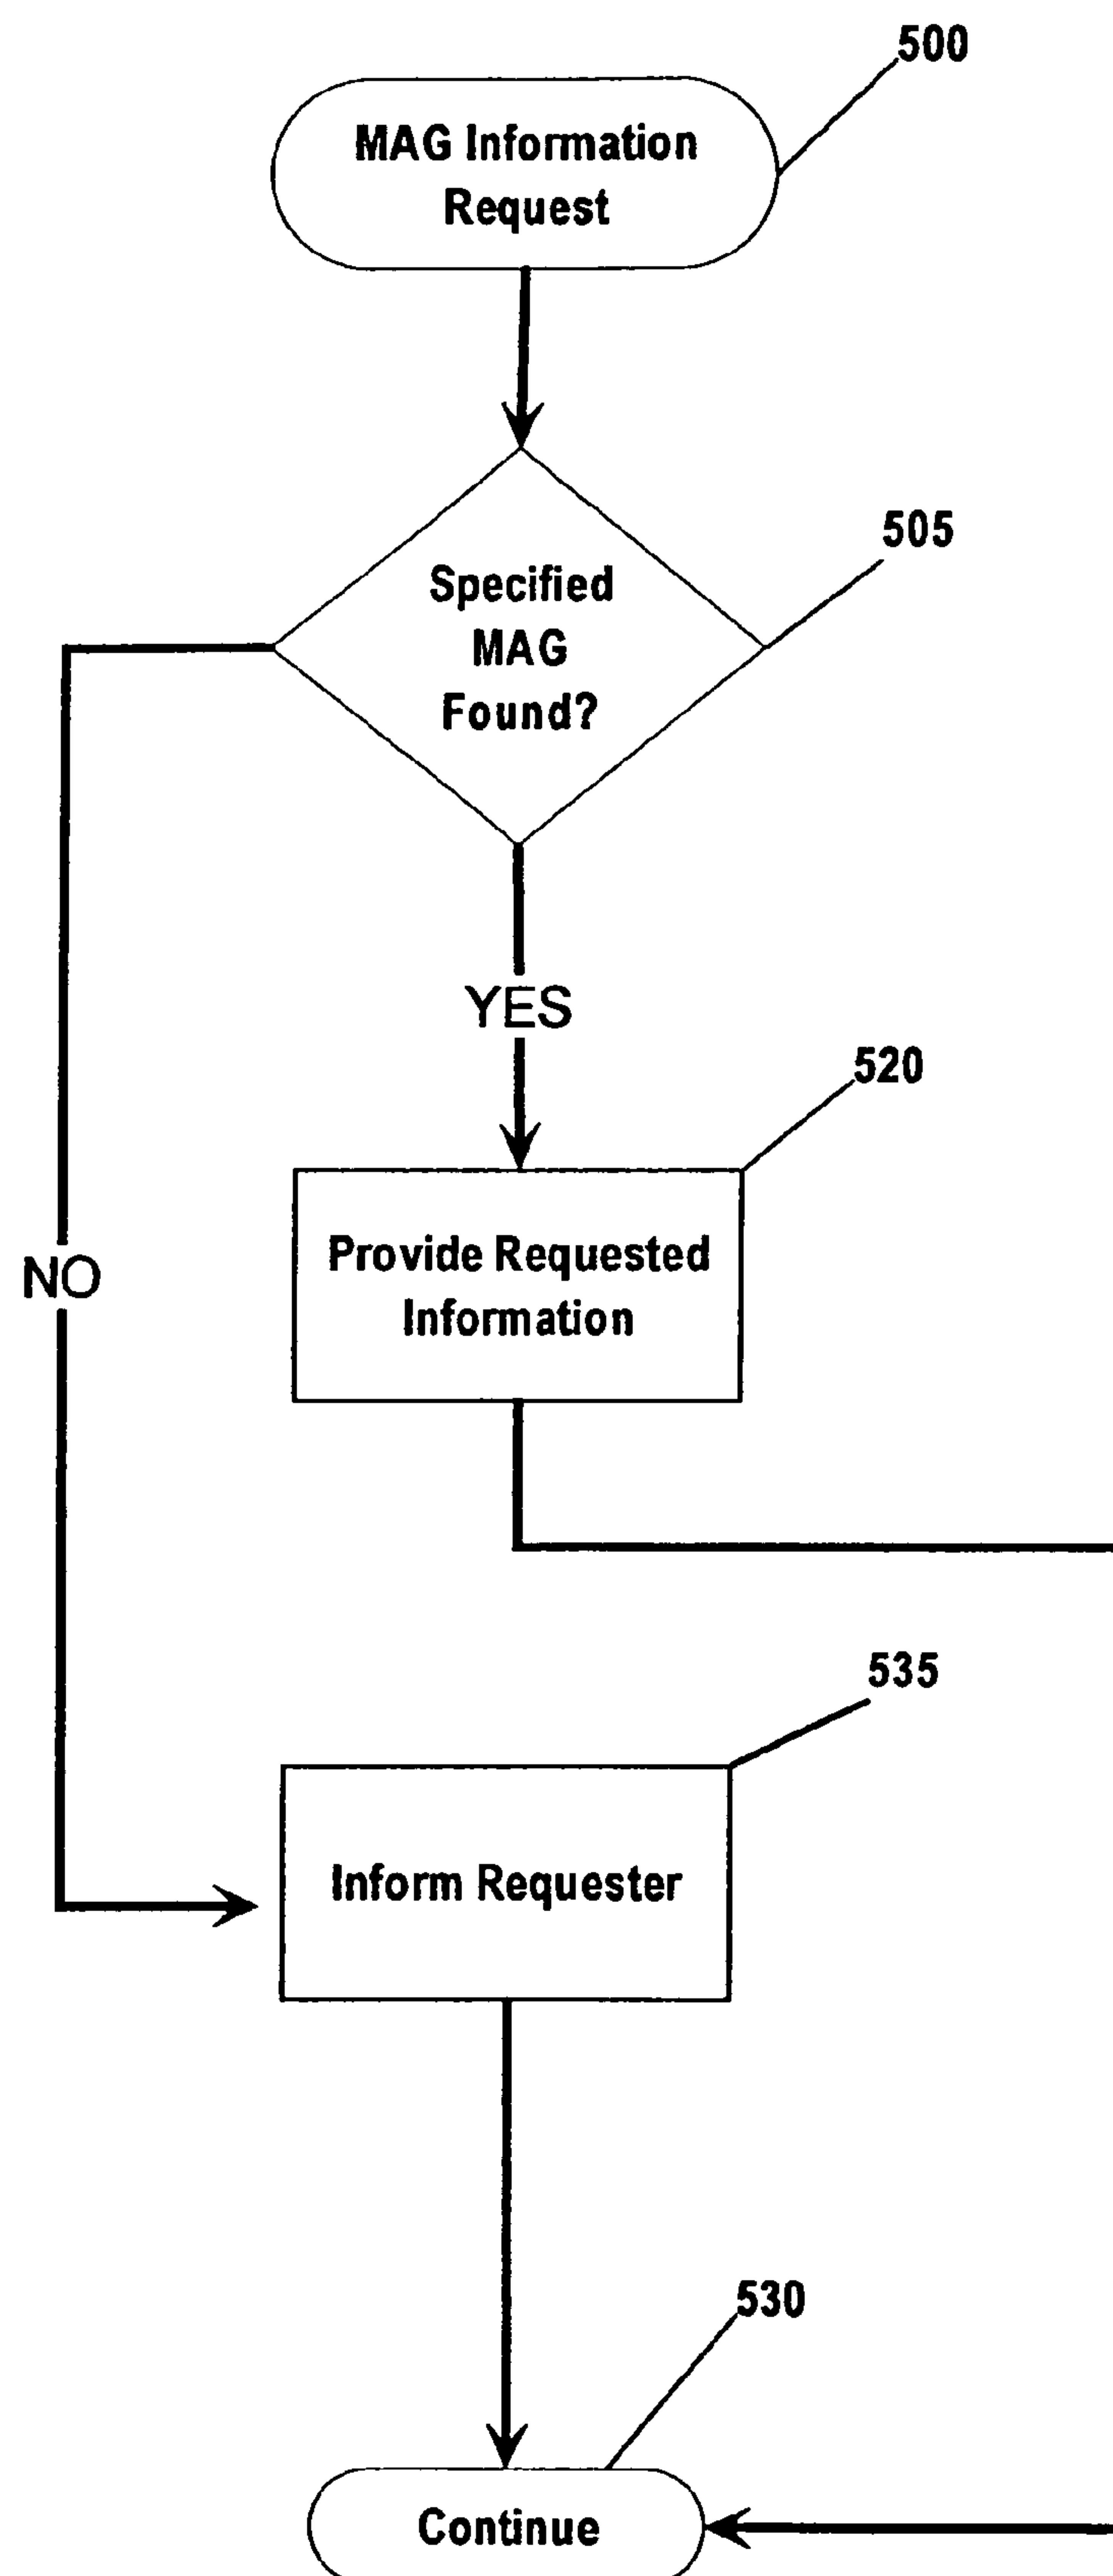 500
MAG Information
Request
505
Specified
MAG
Found?
YES
520
Provide Requested
Information
NO
535
Inform Requester
530
Continue